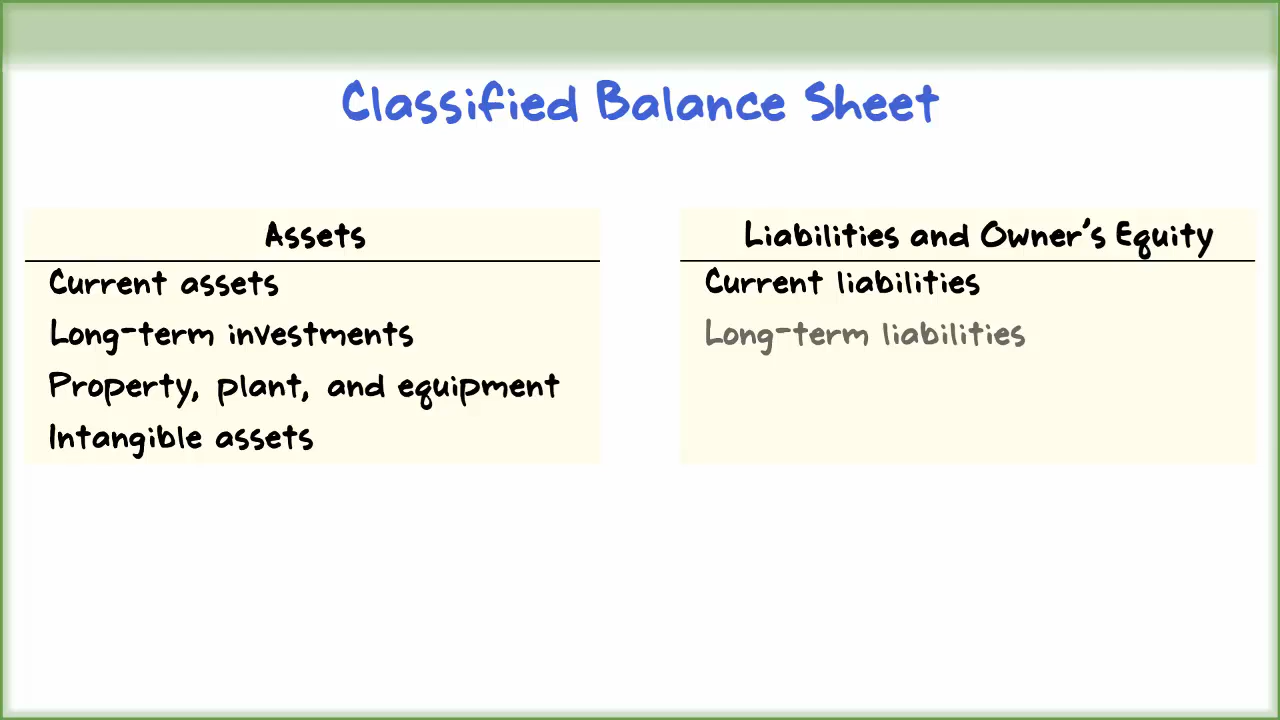 Classified Balance Sheet
Assets
Current assets
Long-term investments
Property, plant, and equipment
Intangible assets
Liabilities and Owner's Equity
Current liabilities
Long-term liabilities